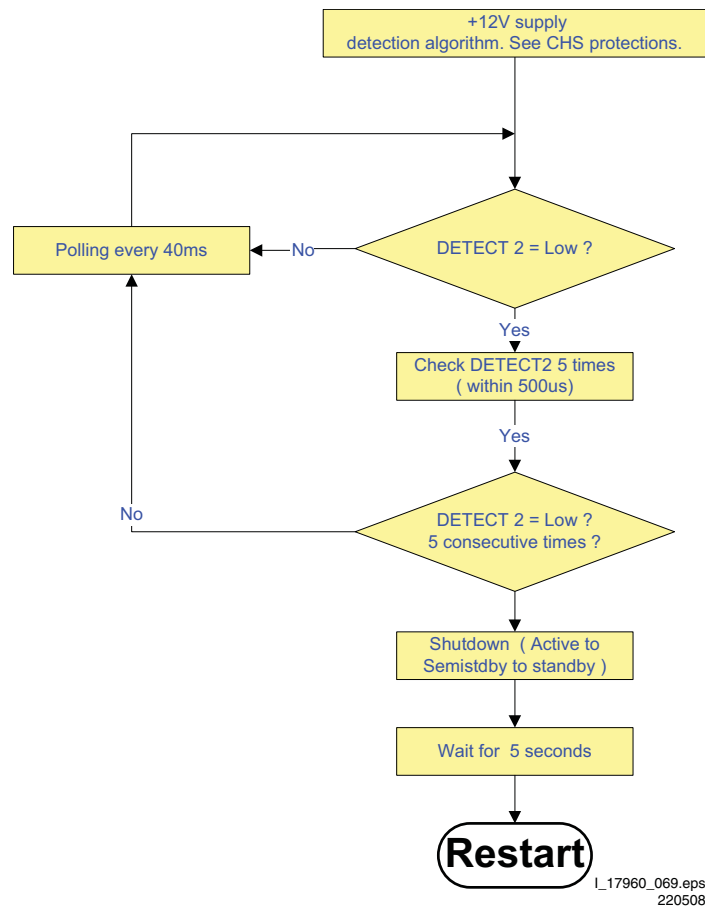 +12V supply
detection algorithm. See CHS protections.
DETECT 2 = Low ?
No
Polling every 40ms
Yes
Check DETECT2 5 times
( within 500us)
Yes
DETECT 2 = Low ?
5 consecutive times ?
No
Shutdown ( Active to
Semistdby to standby )
Wait for 5 seconds
Restart
I_17960_069.eps
220508